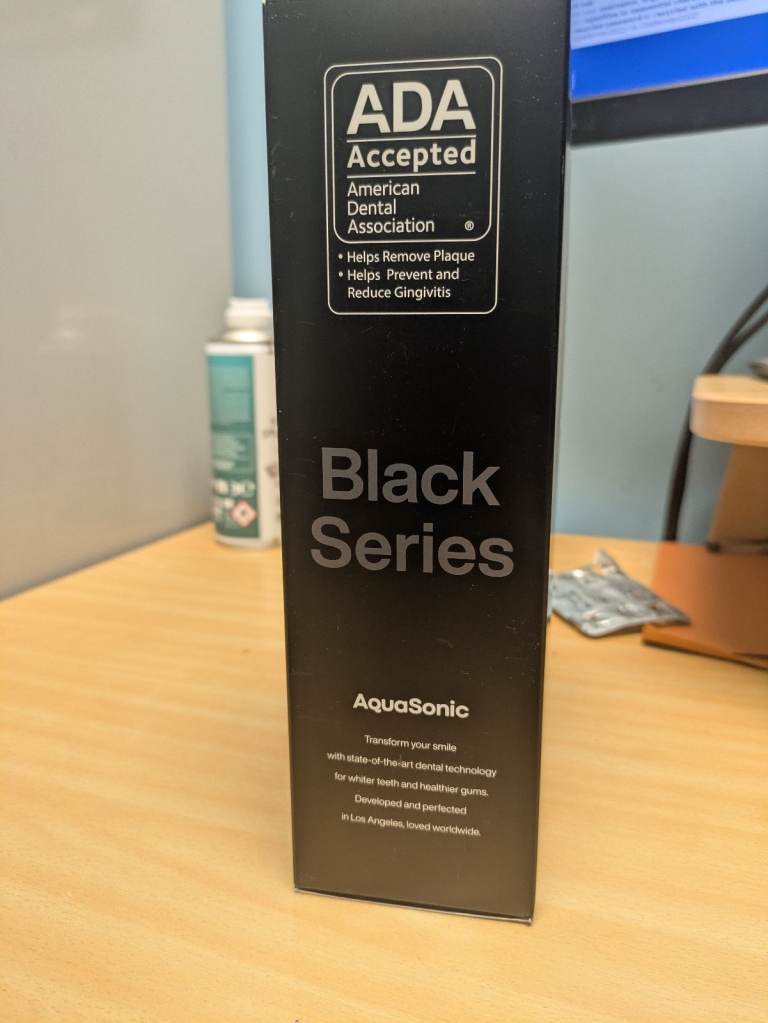 ADA
Accepted
American
Dental
Association ®
• Helps Remove Plaque
• Helps Prevent and
Reduce Gingivitis
Black
Series
AquaSonic
Transform your smile
with state-of-the-art dental technology
for whiter teeth and healthier gums.
Developed and perfected
in Los Angeles, loved worldwide.